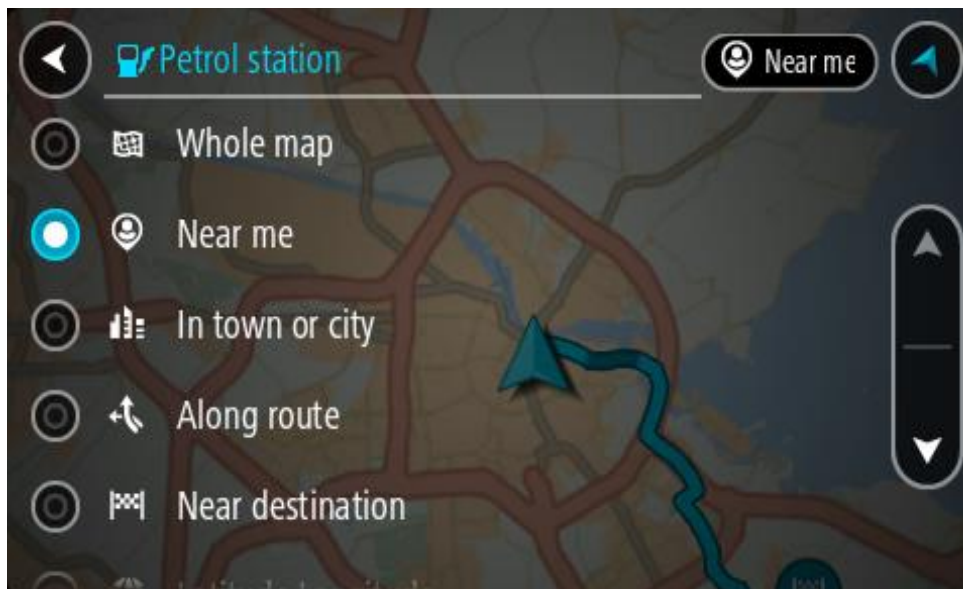 Petrol station
Near me
Whole map
Near me
In town or city
Along route
Near destination